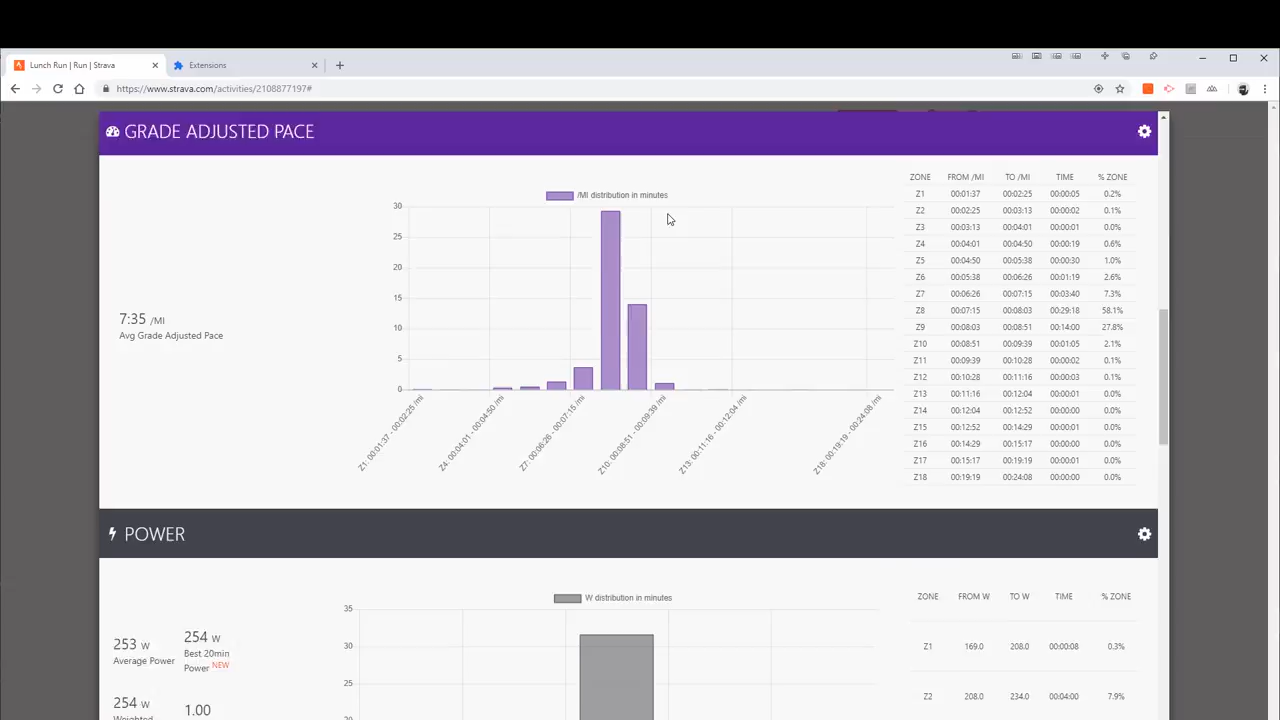 Lunch Run | Run | Strava
Extensions
https://www.strava.com/activities/2108877197#
GRADE ADJUSTED PACE
/MI distribution in minutes
30
25
20
15
10
5
0
Z1: 00:01:37 - 00:02:25 /mi
Z4: 00:04:01 - 00:04:50 /mi
Z7: 00:06:26 - 00:07:15 /mi
Z10: 00:08:51 - 00:09:39 /mi
Z13: 00:11:16 - 00:12:04 /mi
Z18: 00:19:19 - 00:24:08 /mi
7:35 /MI
Avg Grade Adjusted Pace
ZONE FROM /MI TO /MI TIME % ZONE
Z1 00:01:37 00:02:25 00:00:05 0.2%
Z2 00:02:25 00:03:13 00:00:02 0.1%
Z3 00:03:13 00:04:01 00:00:01 0.0%
Z4 00:04:01 00:04:50 00:00:19 0.6%
Z5 00:04:50 00:05:38 00:00:30 1.0%
Z6 00:05:38 00:06:26 00:01:19 2.6%
Z7 00:06:26 00:07:15 00:03:40 7.3%
Z8 00:07:15 00:08:03 00:29:18 58.1%
Z9 00:08:03 00:08:51 00:14:00 27.8%
Z10 00:08:51 00:09:39 00:01:05 2.1%
Z11 00:09:39 00:10:28 00:00:02 0.1%
Z12 00:10:28 00:11:16 00:00:03 0.1%
Z13 00:11:16 00:12:04 00:00:01 0.0%
Z14 00:12:04 00:12:52 00:00:00 0.0%
Z15 00:12:52 00:14:29 00:00:01 0.0%
Z16 00:14:29 00:15:17 00:00:00 0.0%
Z17 00:15:17 00:19:19 00:00:01 0.0%
Z18 00:19:19 00:24:08 00:00:00 0.0%
POWER
W distribution in minutes
35
30
25
253 W
Average Power
254 W
Best 20min
Power NEW
254 W
Weighted
1.00
ZONE FROM W TO W TIME % ZONE
Z1 169.0 208.0 00:00:08 0.3%
Z2 208.0 234.0 00:04:00 7.9%